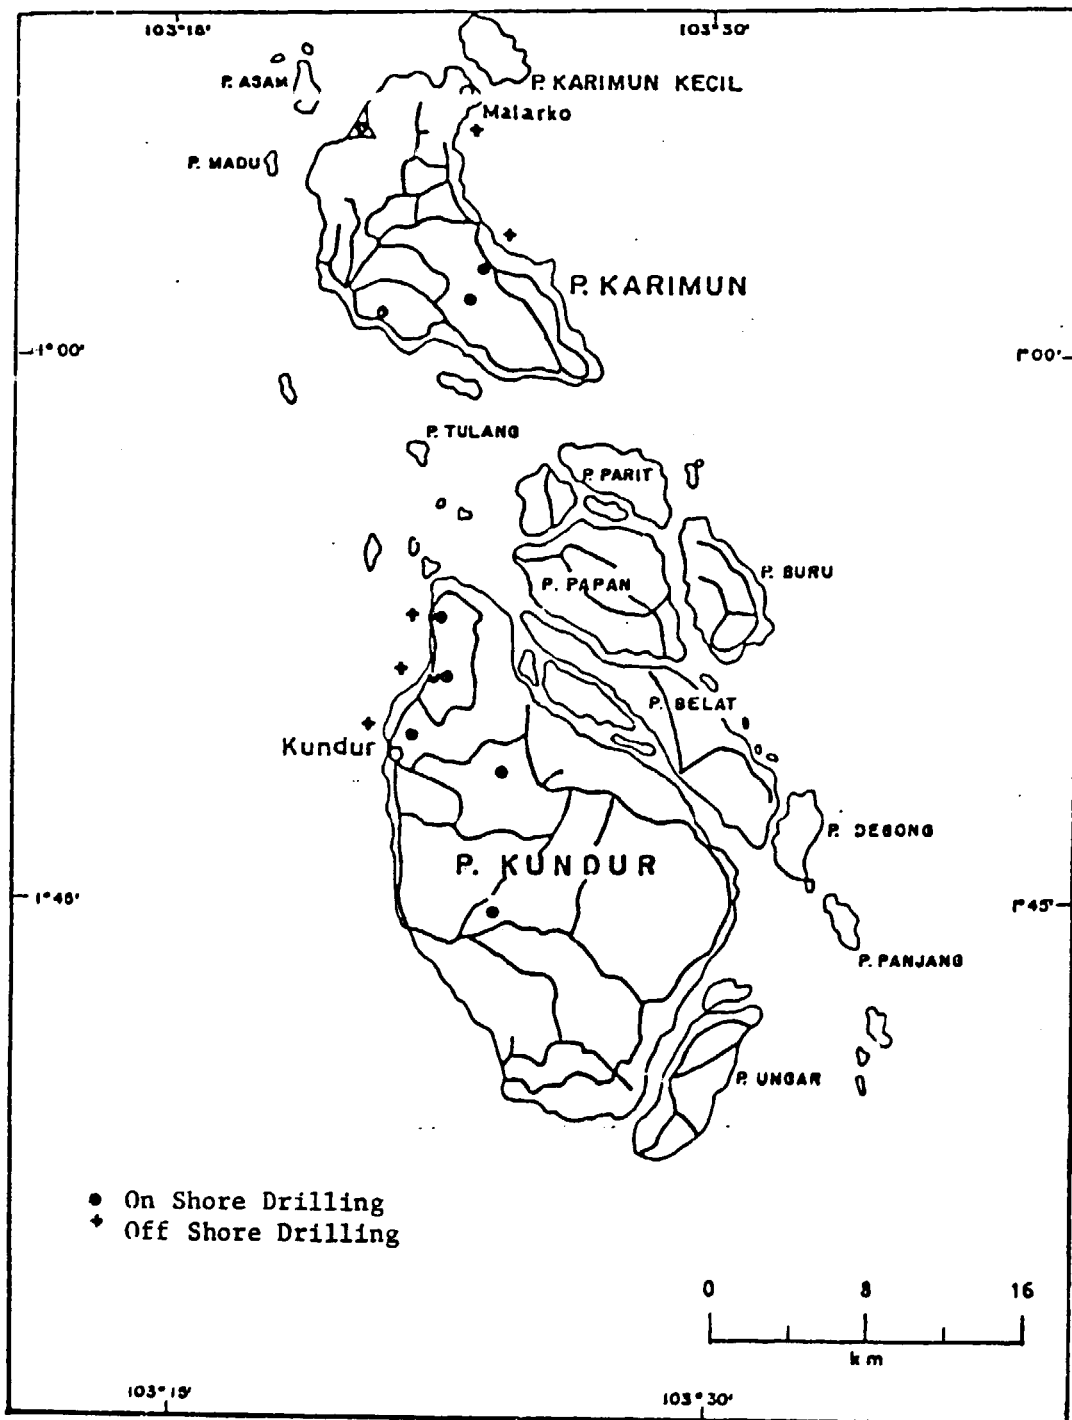 103°15'
103°30'
P. ASAM
P. KARIMUN KECIL
Malarko
P. MADU
P. KARIMUN
1°00'
1°00'
P. TULANG
P. PARIT
P. PAPAN
P. BURU
P. BELAT
Kundur
P. DEGONG
P. KUNDUR
1°45'
1°45'
P. PANJANG
P. UNGAR
On Shore Drilling
Off Shore Drilling
0 8 16
km
103°15'
103°30'